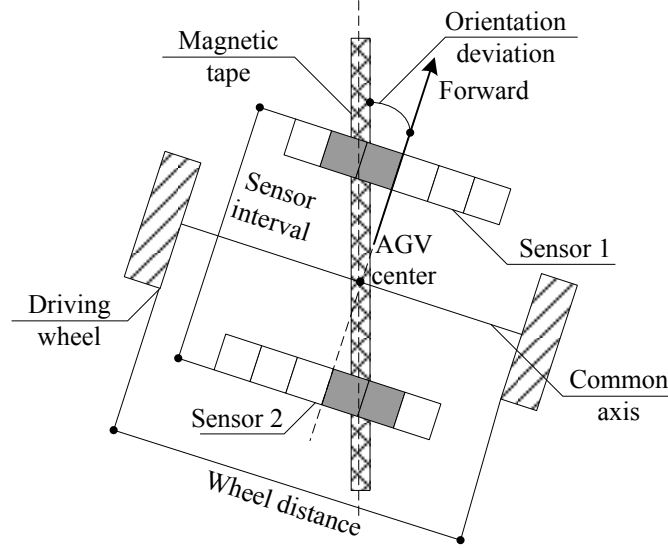 Orientation
deviation
Magnetic
tape
Forward
Sensor
interval
AGV
center
Sensor 1
Driving
wheel
Common
axis
Sensor 2
Wheel distance